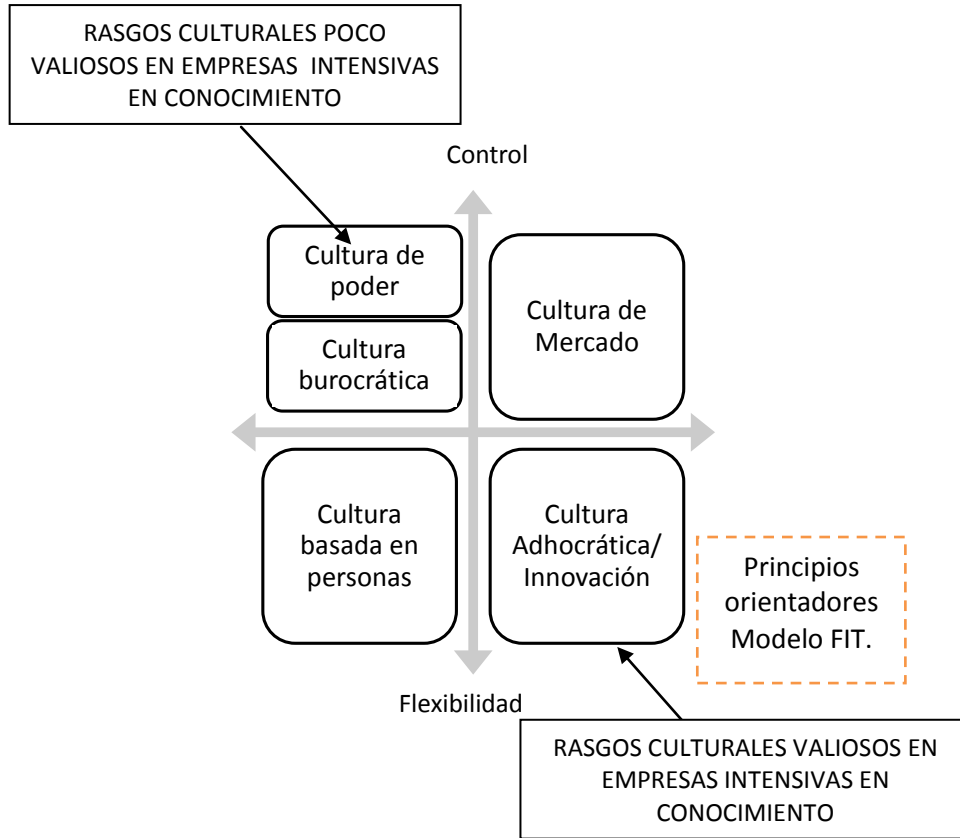 RASGOS CULTURALES POCO
VALIOSOS EN EMPRESAS INTENSIVAS
EN CONOCIMIENTO
Control
Cultura de
poder
Cultura
burocrática
Cultura de
Mercado
Cultura
basada en
personas
Cultura
Adhocrática/
Innovación
Principios
orientadores
Modelo FIT.
Flexibilidad
RASGOS CULTURALES VALIOSOS EN
EMPRESAS INTENSIVAS EN
CONOCIMIENTO